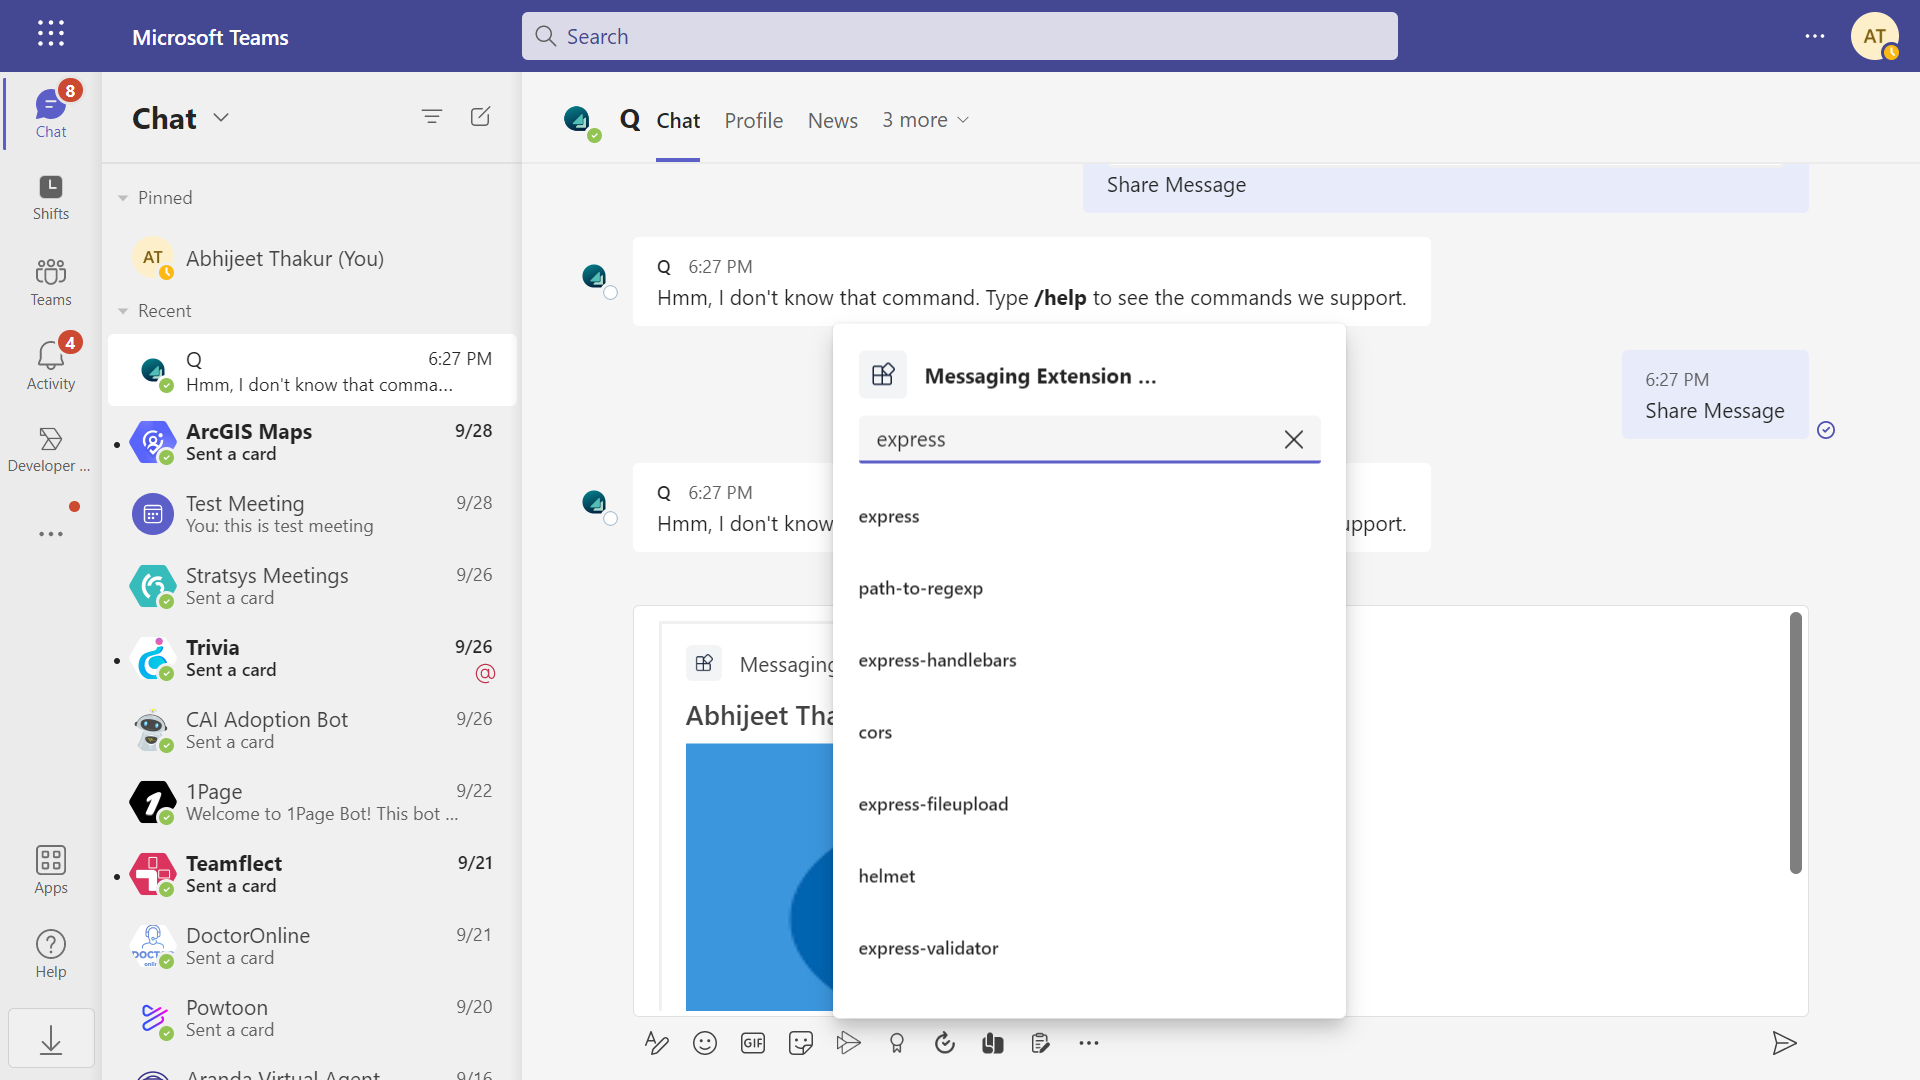 Microsoft Teams
Search
AT
8
Chat
Shifts
Teams
4
Activity
Developer ...
Apps
Help
Chat
Pinned
AT
Abhijeet Thakur (You)
Recent
Q 6:27 PM
Hmm, I don't know that comma...
ArcGIS Maps 9/28
Sent a card
Test Meeting 9/28
You: this is test meeting
Stratsys Meetings 9/26
Sent a card
Trivia 9/26
Sent a card @
CAI Adoption Bot 9/26
Sent a card
1Page 9/22
Welcome to 1Page Bot! This bot ...
Teamflect 9/21
Sent a card
DoctorOnline 9/21
Sent a card
Powtoon 9/20
Sent a card
Aranda Virtual Agent 9/16
Q Chat Profile News 3 more
Share Message
Q 6:27 PM
Hmm, I don't know that command. Type /help to see the commands we support.
6:27 PM
Share Message
Q 6:27 PM
Hmm, I don't know
upport.
Messaging
Abhijeet Tha
Messaging Extension ...
express
express
path-to-regexp
express-handlebars
cors
express-fileupload
helmet
express-validator
GIF